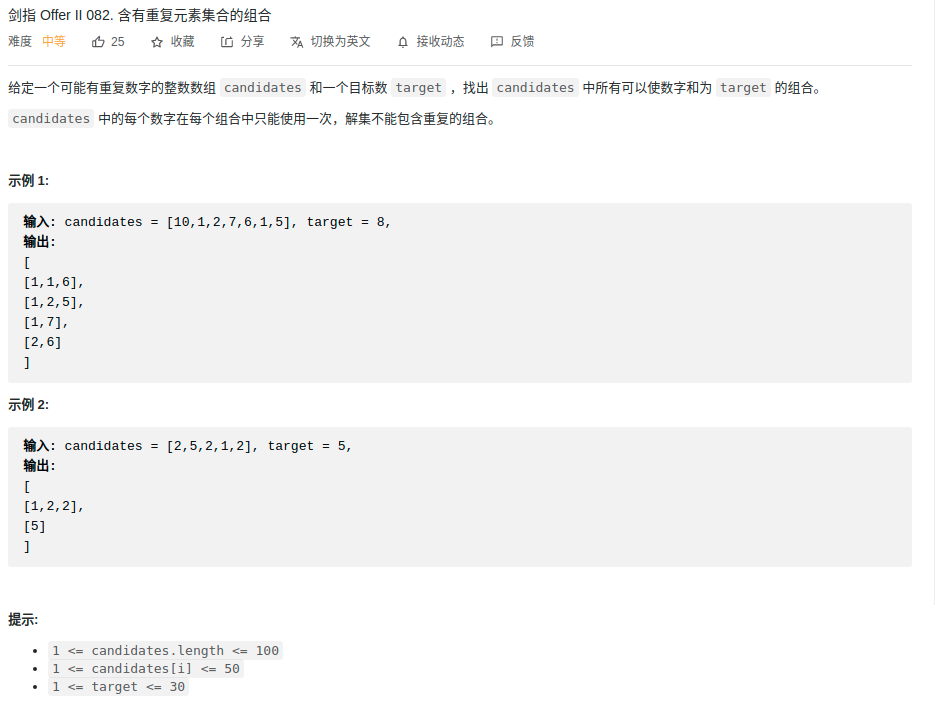 剑指 Offer II 082. 含有重复元素集合的组合
难度 中等 25 收藏 分享 切换为英文 接收动态 反馈
给定一个可能有重复数字的整数数组 candidates 和一个目标数 target ，找出 candidates 中所有可以使数字和为 target 的组合。
candidates 中的每个数字在每个组合中只能使用一次，解集不能包含重复的组合。
示例 1:
输入: candidates = [10,1,2,7,6,1,5], target = 8,
输出:
[
[1,1,6],
[1,2,5],
[1,7],
[2,6]
]
示例 2:
输入: candidates = [2,5,2,1,2], target = 5,
输出:
[
[1,2,2],
[5]
]
提示:
• 1 <= candidates.length <= 100
• 1 <= candidates[i] <= 50
• 1 <= target <= 30